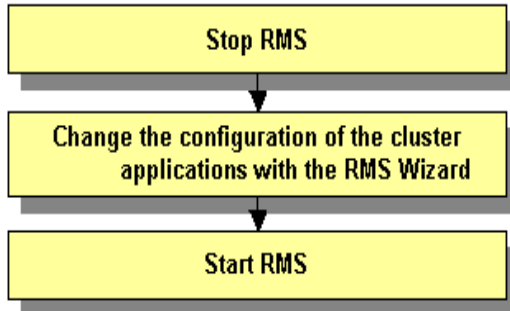 Stop RMS
Change the configuration of the cluster
applications with the RMS Wizard
Start RMS